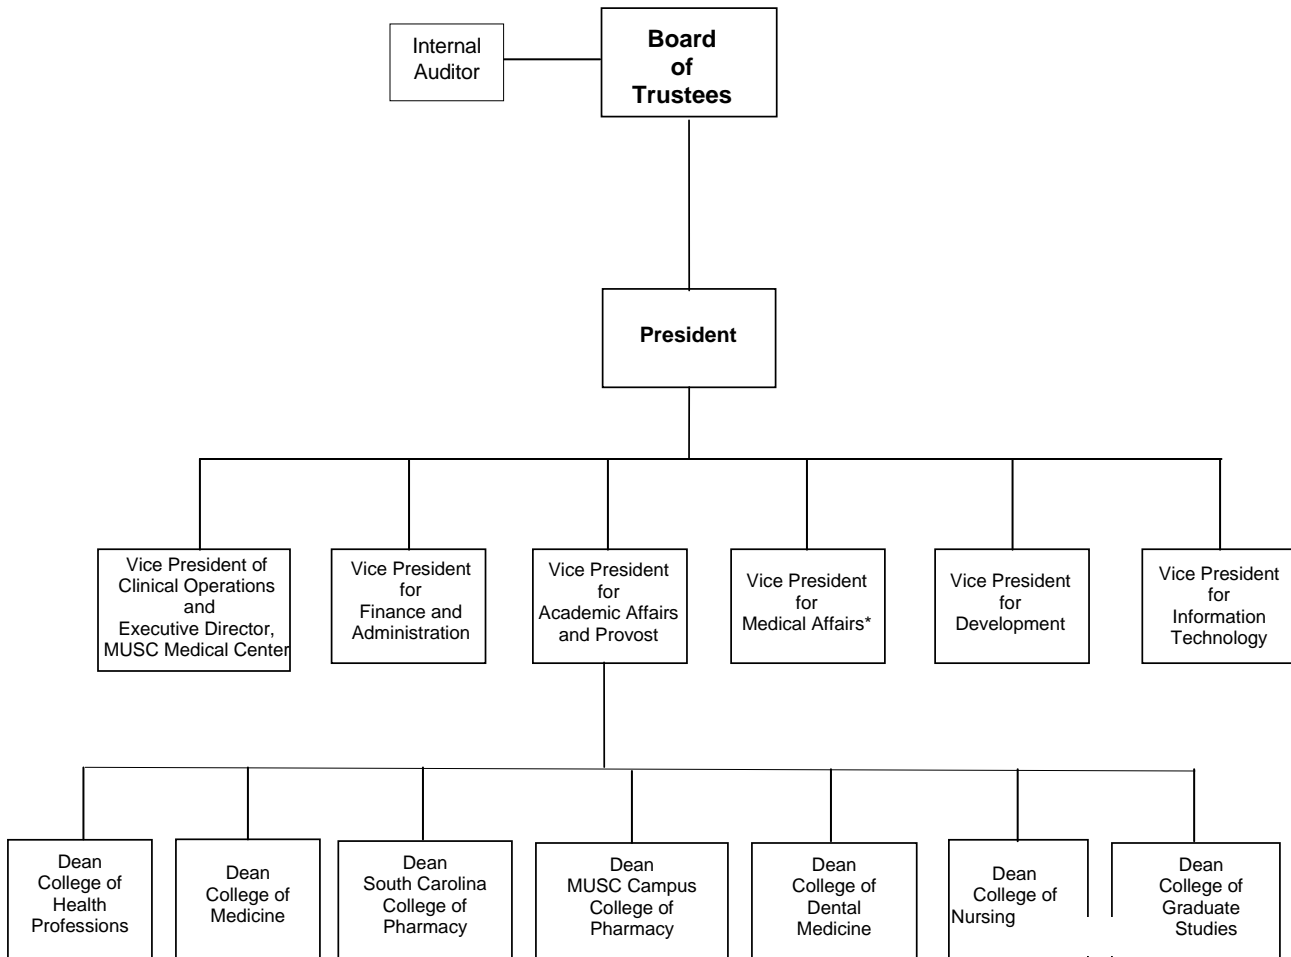 Internal
Auditor
Board
of
Trustees
President
Vice President of
Clinical Operations
and
Executive Director,
MUSC Medical Center
Vice President
for
Finance and
Administration
Vice President
for
Academic Affairs
and Provost
Vice President
for
Medical Affairs*
Vice President
for
Development
Vice President
for
Information
Technology
Dean
College of
Health
Professions
Dean
College of
Medicine
Dean
South Carolina
College of
Pharmacy
Dean
MUSC Campus
College of
Pharmacy
Dean
College of
Dental
Medicine
Dean
College of
Nursing
Dean
College of
Graduate
Studies